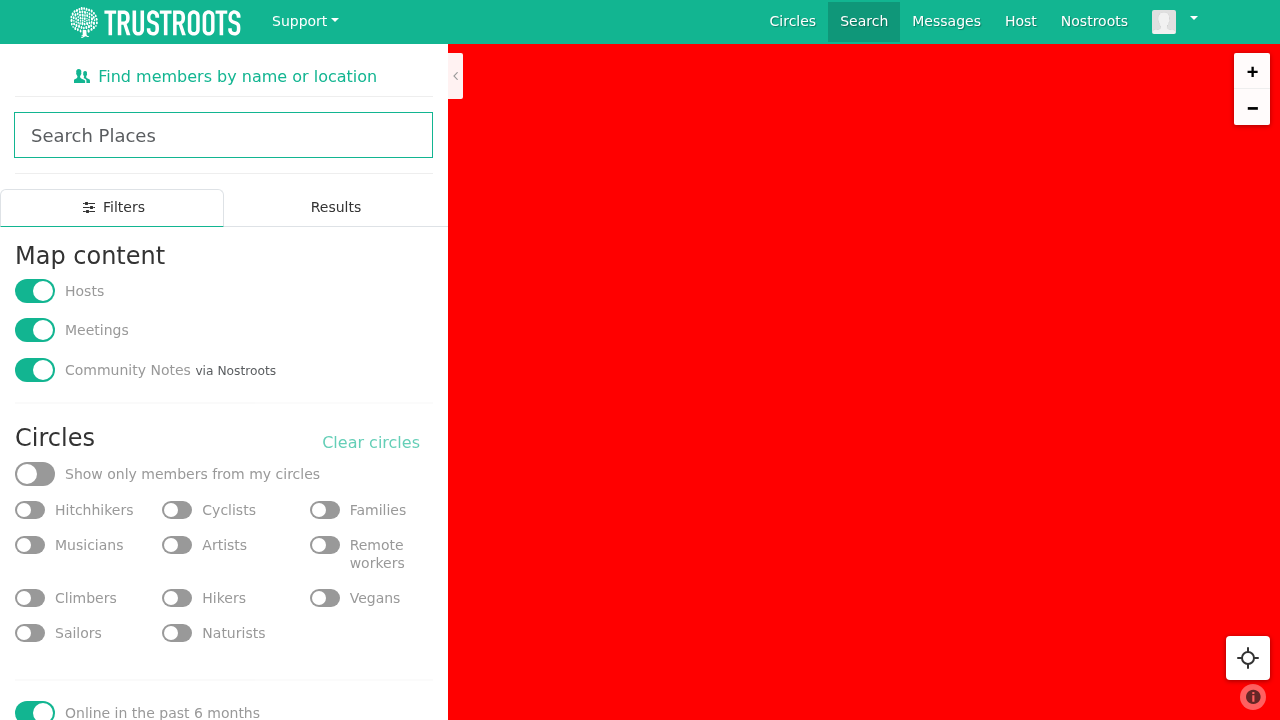 TRUSTROOTS
Support
Circles
Search
Messages
Host
Nostroots
Find members by name or location
Search Places
Filters
Results
Map content
Hosts
Meetings
Community Notes via Nostroots
Circles
Clear circles
Show only members from my circles
Hitchhikers
Cyclists
Families
Musicians
Artists
Remote
workers
Climbers
Hikers
Vegans
Sailors
Naturists
Online in the past 6 months
+
−